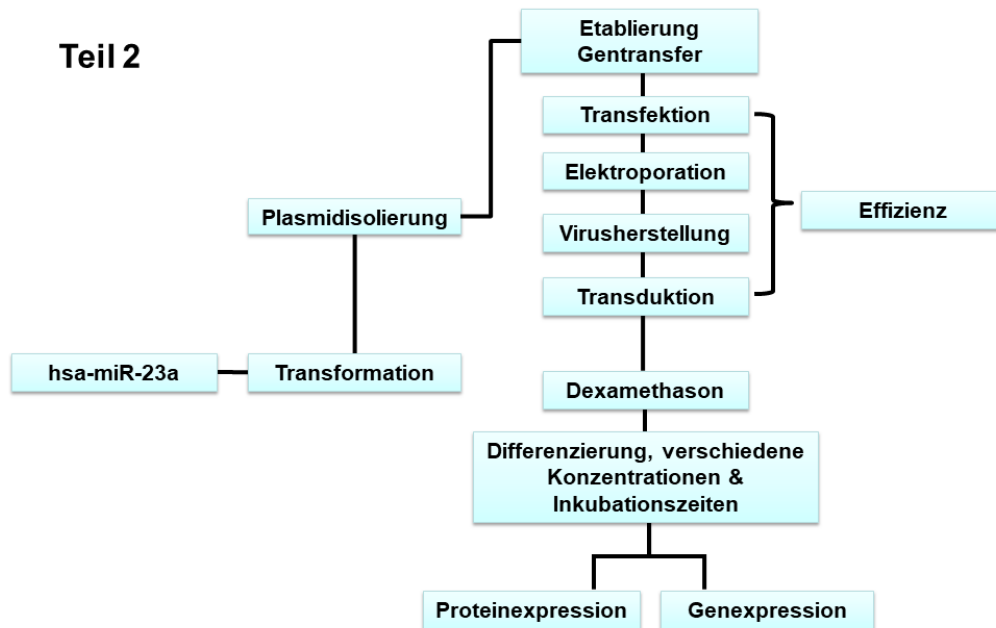 Teil 2
Etablierung
Gentransfer
Transfektion
Elektroporation
Plasmidisolierung
Effizienz
Virusherstellung
Transduktion
hsa-miR-23a
Transformation
Dexamethason
Differenzierung, verschiedene
Konzentrationen &
Inkubationszeiten
Proteinexpression
Genexpression